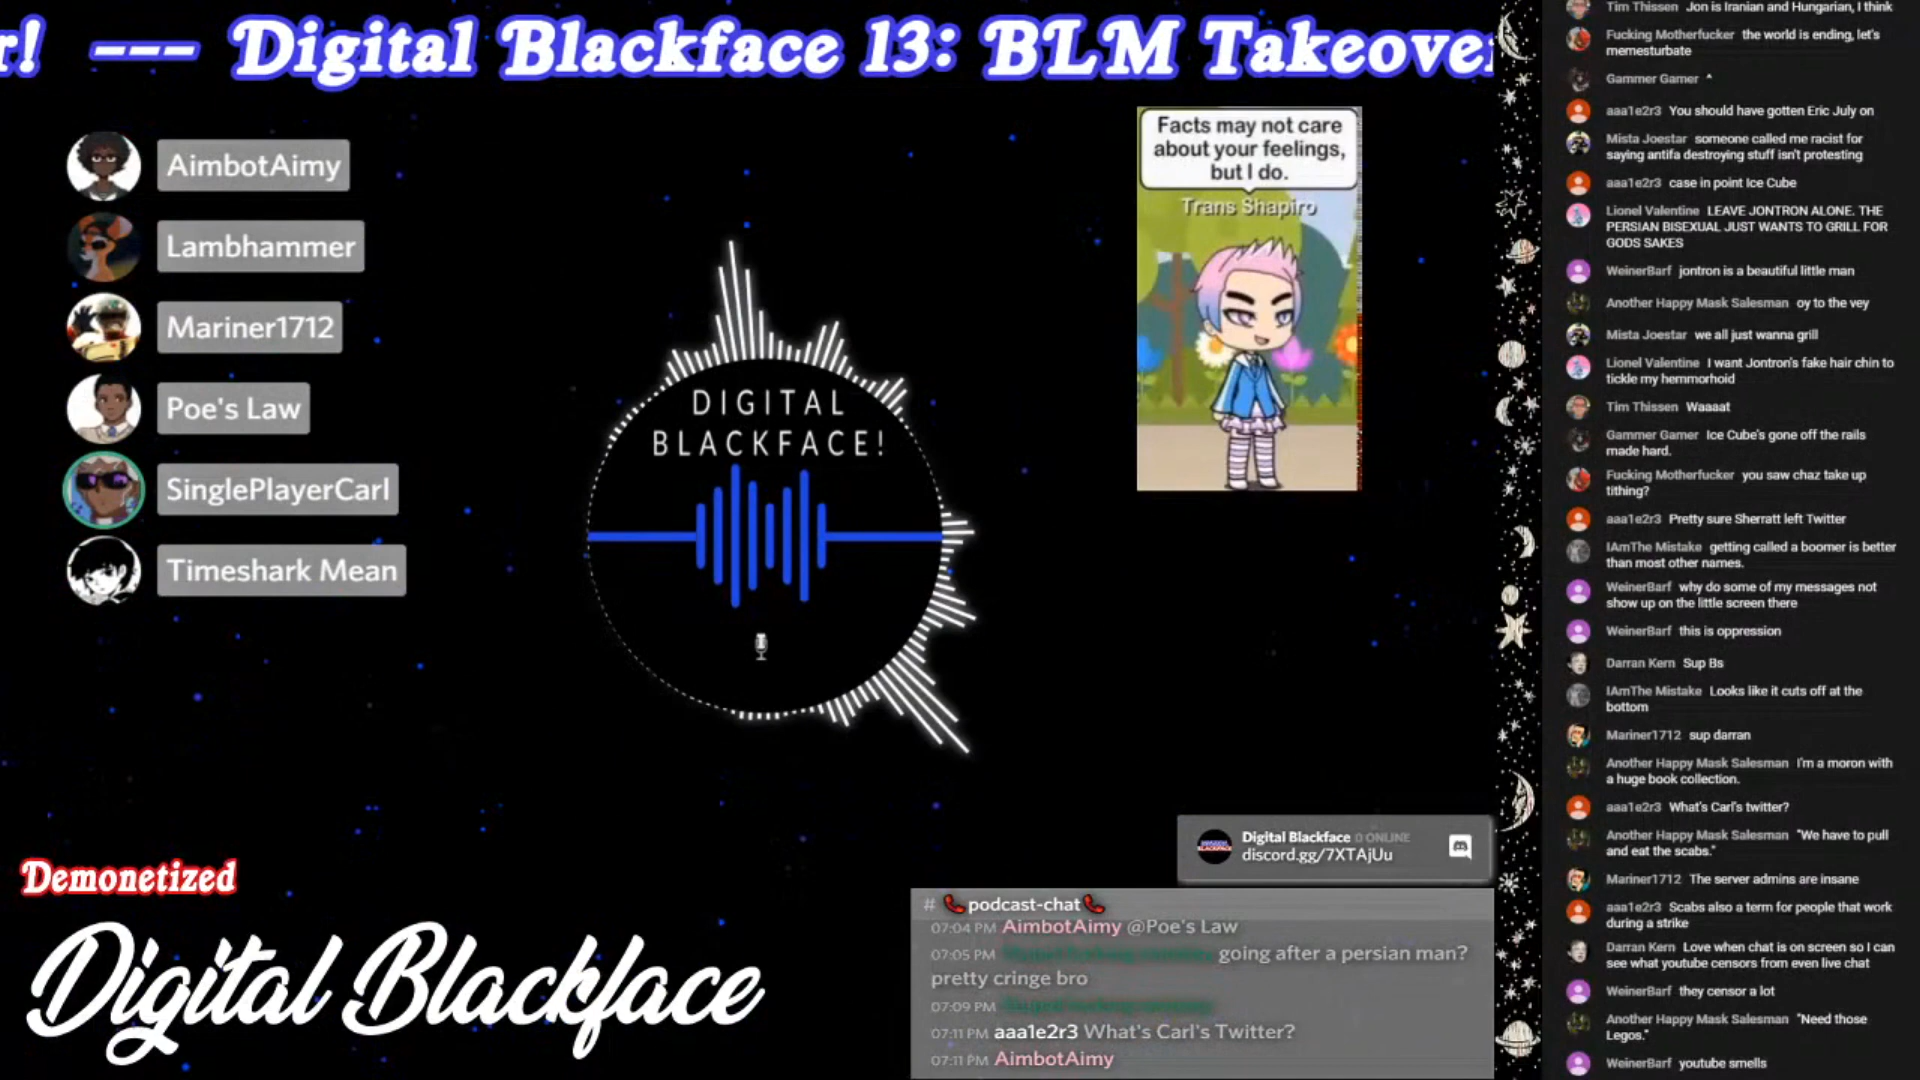 r! --- Digital Blackface 13: BLM Takeover
AimbotAimy
Lambhammer
Mariner1712
Poe's Law
SinglePlayerCarl
Timeshark Mean
DIGITAL
BLACKFACE!
Facts may not care
about your feelings,
but I do.
Trans Shapiro
Demonetized
Digital Blackface
Digital Blackface 0 ONLINE
discord.gg/7XTAjUu
# podcast-chat
07:04 PM AimbotAimy @Poe's Law
07:05 PM going after a persian man?
pretty cringe bro
07:09 PM
07:11 PM aaa1e2r3 What's Carl's Twitter?
07:11 PM AimbotAimy
Tim Thissen Jon is Iranian and Hungarian, I think
Fucking Motherfucker the world is ending, let's
memesturbate
Gammer Gamer ^
aaa1e2r3 You should have gotten Eric July on
Mista Joestar someone called me racist for
saying antifa destroying stuff isn't protesting
aaa1e2r3 case in point Ice Cube
Lionel Valentine LEAVE JONTRON ALONE. THE
PERSIAN BISEXUAL JUST WANTS TO GRILL FOR
GODS SAKES
WeinerBarf jontron is a beautiful little man
Another Happy Mask Salesman oy to the vey
Mista Joestar we all just wanna grill
Lionel Valentine I want Jontron's fake hair chin to
tickle my hemmorhoid
Tim Thissen Waaaat
Gammer Gamer Ice Cube's gone off the rails
made hard.
Fucking Motherfucker you saw chaz take up
tithing?
aaa1e2r3 Pretty sure Sherratt left Twitter
IAmThe Mistake getting called a boomer is better
than most other names.
WeinerBarf why do some of my messages not
show up on the little screen there
WeinerBarf this is oppression
Darran Kern Sup Bs
IAmThe Mistake Looks like it cuts off at the
bottom
Mariner1712 sup darran
Another Happy Mask Salesman I'm a moron with
a huge book collection.
aaa1e2r3 What's Carl's twitter?
Another Happy Mask Salesman "We have to pull
and eat the scabs."
Mariner1712 The server admins are insane
aaa1e2r3 Scabs also a term for people that work
during a strike
Darran Kern Love when chat is on screen so I can
see what youtube censors from even live chat
WeinerBarf they censor a lot
Another Happy Mask Salesman "Need those
Legos."
WeinerBarf youtube smells